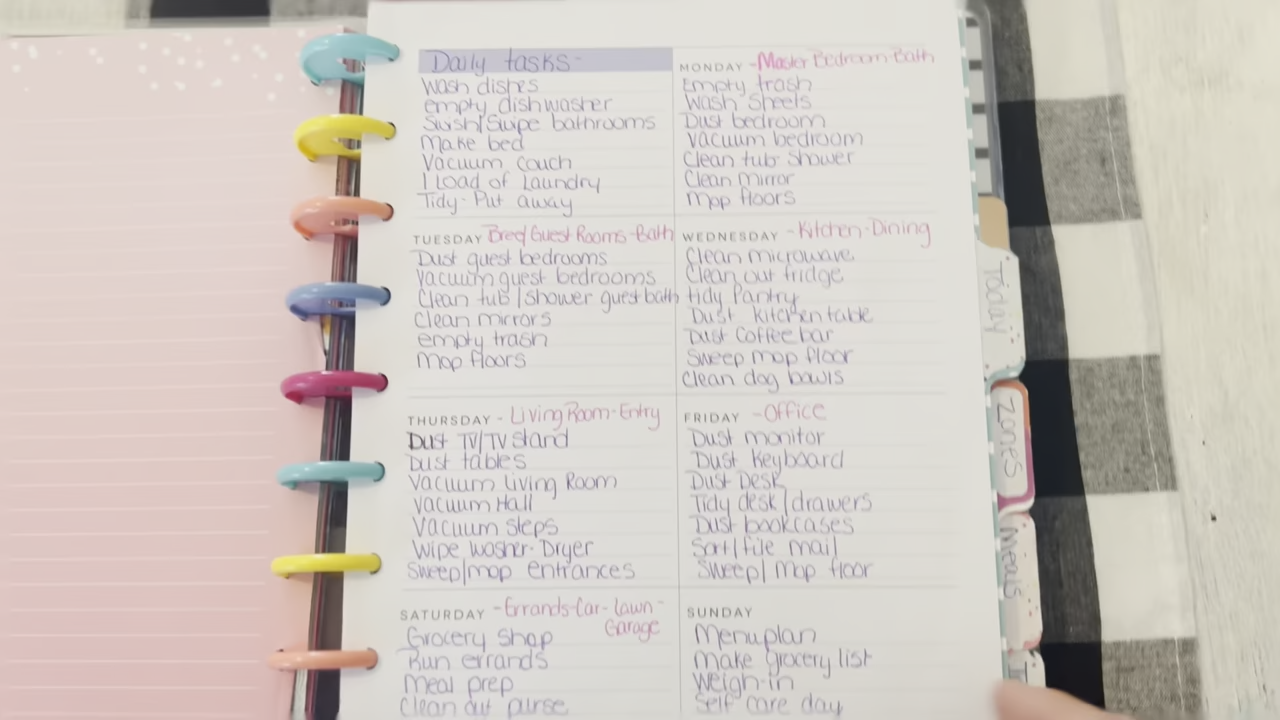 Daily tasks-
Wash dishes
empty dishwasher
Swish/Swipe bathrooms
Make bed
Vacuum couch
1 Load of Laundry
Tidy- Put away
MONDAY -Master Bedroom-Bath
Empty trash
Wash Sheets
Dust bedroom
Vacuum bedroom
Clean tub-shower
Clean mirror
Mop floors
TUESDAY Bree/Guest Rooms-Bath
Dust guest bedrooms
Vacuum guest bedrooms
Clean tub/shower guest bath
Clean mirrors
empty trash
Mop floors
WEDNESDAY -Kitchen-Dining
Clean microwave
Clean out fridge
tidy Pantry
Dust kitchen table
Dust Coffee bar
Sweep mop floor
Clean dog bowls
THURSDAY - Living Room-Entry
Dust TV/TV stand
Dust tables
Vacuum Living Room
Vacuum Hall
Vacuum steps
Wipe washer-Dryer
Sweep/mop entrances
FRIDAY -Office
Dust monitor
Dust Keyboard
Dust Desk
Tidy desk/drawers
Dust bookcases
Sort/file mail
Sweep/ Mop floor
SATURDAY -Errands-Car-Lawn-
Garage
Grocery Shop
Run errands
Meal prep
Clean out purse
SUNDAY
Menuplan
Make grocery list
Weigh-in
Self care day
Today
Zones
Meals